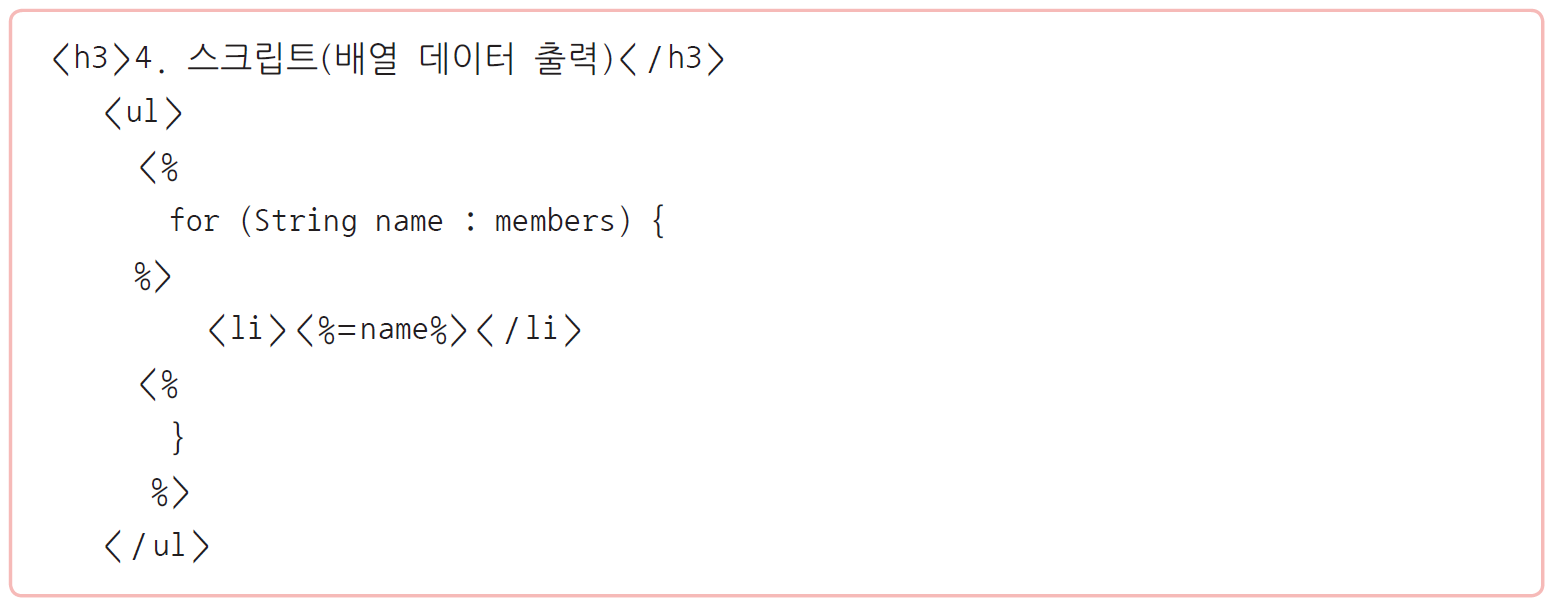 <h3>4. 스크립트(배열 데이터 출력)</h3>
<ul>
<%
for (String name : members) {
%>
<li><%=name%></li>
<%
}
%>
</ul>